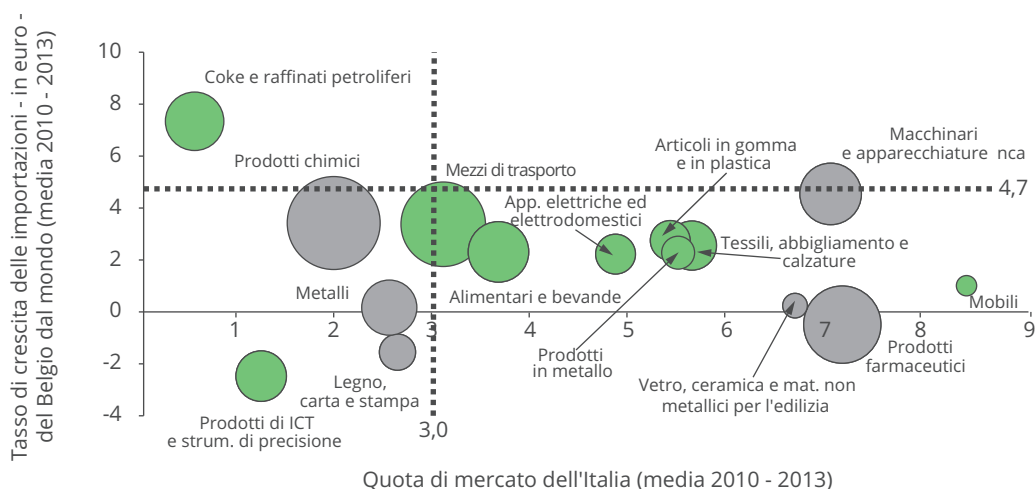 Tasso di crescita delle importazioni - in euro -
del Belgio dal mondo (media 2010 - 2013)
10
8
6
4
2
0
-2
-4
Coke e raffinati petroliferi
Prodotti chimici
Mezzi di trasporto
Articoli in gomma
e in plastica
Macchinari
e apparecchiature nca
4,7
App. elettriche ed
elettrodomestici
Tessili, abbigliamento e
calzature
Metalli
Alimentari e bevande
Mobili
1
2
3
4
5
6
7
8
9
Legno,
carta e stampa
Prodotti
in metallo
Prodotti
farmaceutici
Vetro, ceramica e mat. non
metallici per l'edilizia
Prodotti di ICT
e strum. di precisione
3,0
Quota di mercato dell'Italia (media 2010 - 2013)